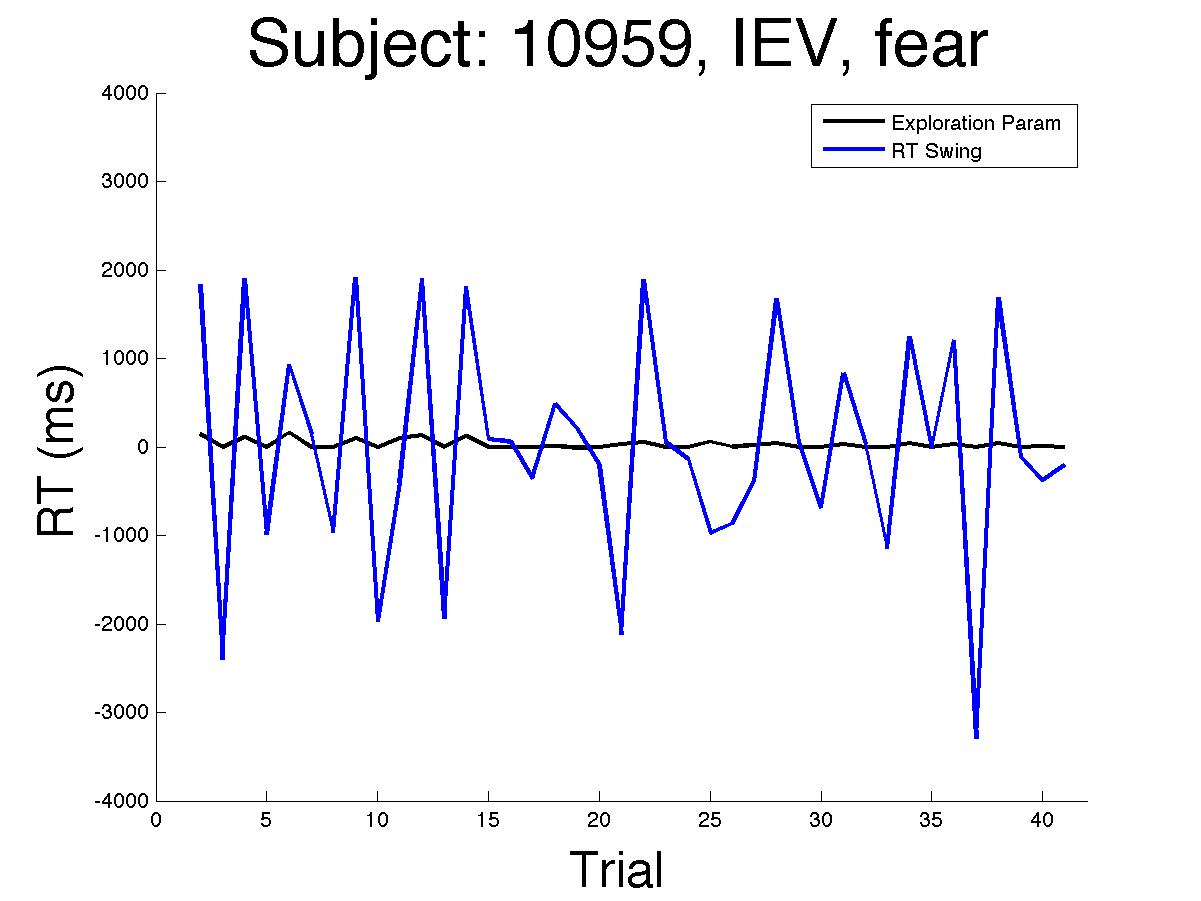 Subject: 10959, IEV, fear
4000
3000
2000
1000
0
-1000
-2000
-3000
-4000
RT (ms)
Exploration Param
RT Swing
0 5 10 15 20 25 30 35 40
Trial